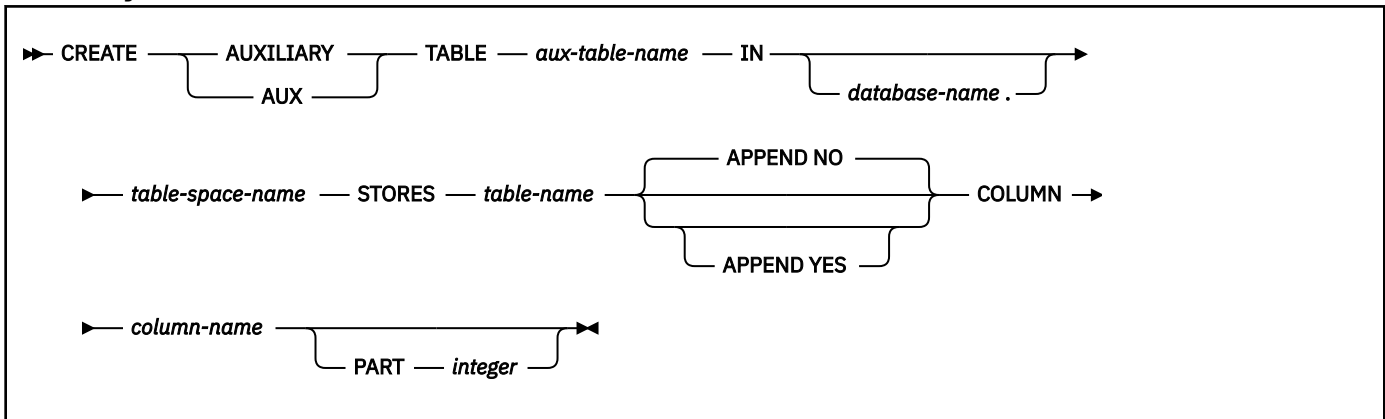 CREATE AUXILIARY TABLE aux-table-name IN
AUX
database-name .
APPEND NO
table-space-name STORES table-name COLUMN
APPEND YES
column-name
PART integer